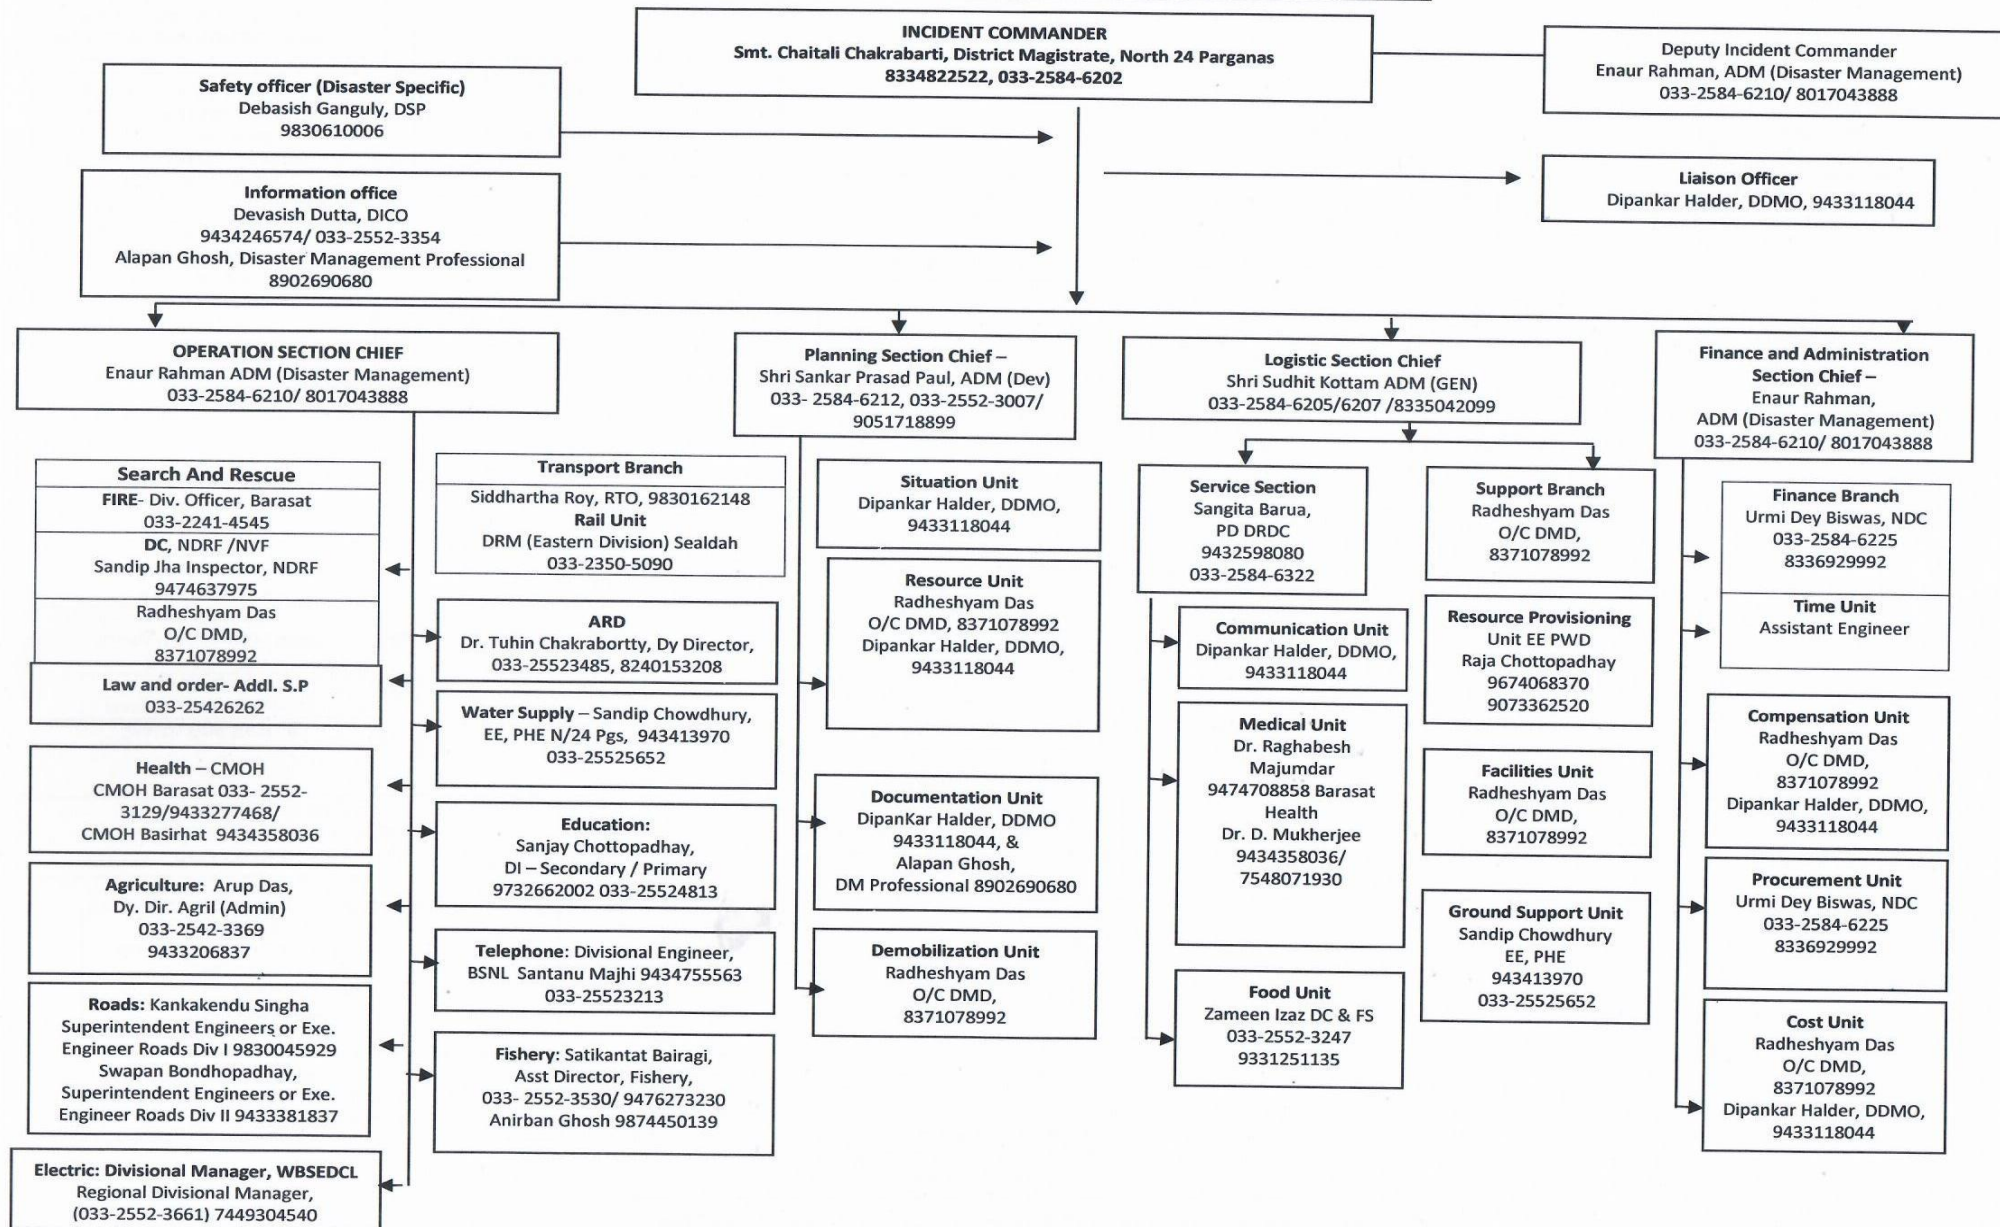 INCIDENT COMMANDER
Smt. Chaitali Chakrabarti, District Magistrate, North 24 Parganas
8334822522, 033-2584-6202
Deputy Incident Commander
Enaur Rahman, ADM (Disaster Management)
033-2584-6210/ 8017043888
Safety officer (Disaster Specific)
Debasish Ganguly, DSP
9830610006
Liaison Officer
Dipankar Halder, DDMO, 9433118044
Information office
Devasish Dutta, DICO
9434246574/ 033-2552-3354
Alapan Ghosh, Disaster Management Professional
8902690680
OPERATION SECTION CHIEF
Enaur Rahman ADM (Disaster Management)
033-2584-6210/ 8017043888
Planning Section Chief –
Shri Sankar Prasad Paul, ADM (Dev)
033- 2584-6212, 033-2552-3007/
9051718899
Logistic Section Chief
Shri Sudhit Kottam ADM (GEN)
033-2584-6205/6207 /8335042099
Finance and Administration
Section Chief –
Enaur Rahman,
ADM (Disaster Management)
033-2584-6210/ 8017043888
Search And Rescue
FIRE- Div. Officer, Barasat
033-2241-4545
DC, NDRF /NVF
Sandip Jha Inspector, NDRF
9474637975
Radheshyam Das
O/C DMD,
8371078992
Law and order- Addl. S.P
033-25426262
Health – CMOH
CMOH Barasat 033- 2552-
3129/9433277468/
CMOH Basirhat 9434358036
Agriculture: Arup Das,
Dy. Dir. Agril (Admin)
033-2542-3369
9433206837
Roads: Kankakendu Singha
Superintendent Engineers or Exe.
Engineer Roads Div I 9830045929
Swapan Bondhopadhay,
Superintendent Engineers or Exe.
Engineer Roads Div II 9433381837
Electric: Divisional Manager, WBSEDCL
Regional Divisional Manager,
(033-2552-3661) 7449304540
Transport Branch
Siddhartha Roy, RTO, 9830162148
Rail Unit
DRM (Eastern Division) Sealdah
033-2350-5090
ARD
Dr. Tuhin Chakrabortty, Dy Director,
033-25523485, 8240153208
Water Supply – Sandip Chowdhury,
EE, PHE N/24 Pgs, 943413970
033-25525652
Education:
Sanjay Chottopadhay,
DI – Secondary / Primary
9732662002 033-25524813
Telephone: Divisional Engineer,
BSNL Santanu Majhi 9434755563
033-25523213
Fishery: Satikantat Bairagi,
Asst Director, Fishery,
033- 2552-3530/ 9476273230
Anirban Ghosh 9874450139
Situation Unit
Dipankar Halder, DDMO,
9433118044
Resource Unit
Radheshyam Das
O/C DMD, 8371078992
Dipankar Halder, DDMO,
9433118044
Documentation Unit
DipanKar Halder, DDMO
9433118044, &
Alapan Ghosh,
DM Professional 8902690680
Demobilization Unit
Radheshyam Das
O/C DMD,
8371078992
Service Section
Sangita Barua,
PD DRDC
9432598080
033-2584-6322
Communication Unit
Dipankar Halder, DDMO,
9433118044
Medical Unit
Dr. Raghabesh
Majumdar
9474708858 Barasat
Health
Dr. D. Mukherjee
9434358036/
7548071930
Food Unit
Zameen Izaz DC & FS
033-2552-3247
9331251135
Support Branch
Radheshyam Das
O/C DMD,
8371078992
Resource Provisioning
Unit EE PWD
Raja Chottopadhay
9674068370
9073362520
Facilities Unit
Radheshyam Das
O/C DMD,
8371078992
Ground Support Unit
Sandip Chowdhury
EE, PHE
943413970
033-25525652
Finance Branch
Urmi Dey Biswas, NDC
033-2584-6225
8336929992
Time Unit
Assistant Engineer
Compensation Unit
Radheshyam Das
O/C DMD,
8371078992
Dipankar Halder, DDMO,
9433118044
Procurement Unit
Urmi Dey Biswas, NDC
033-2584-6225
8336929992
Cost Unit
Radheshyam Das
O/C DMD,
8371078992
Dipankar Halder, DDMO,
9433118044